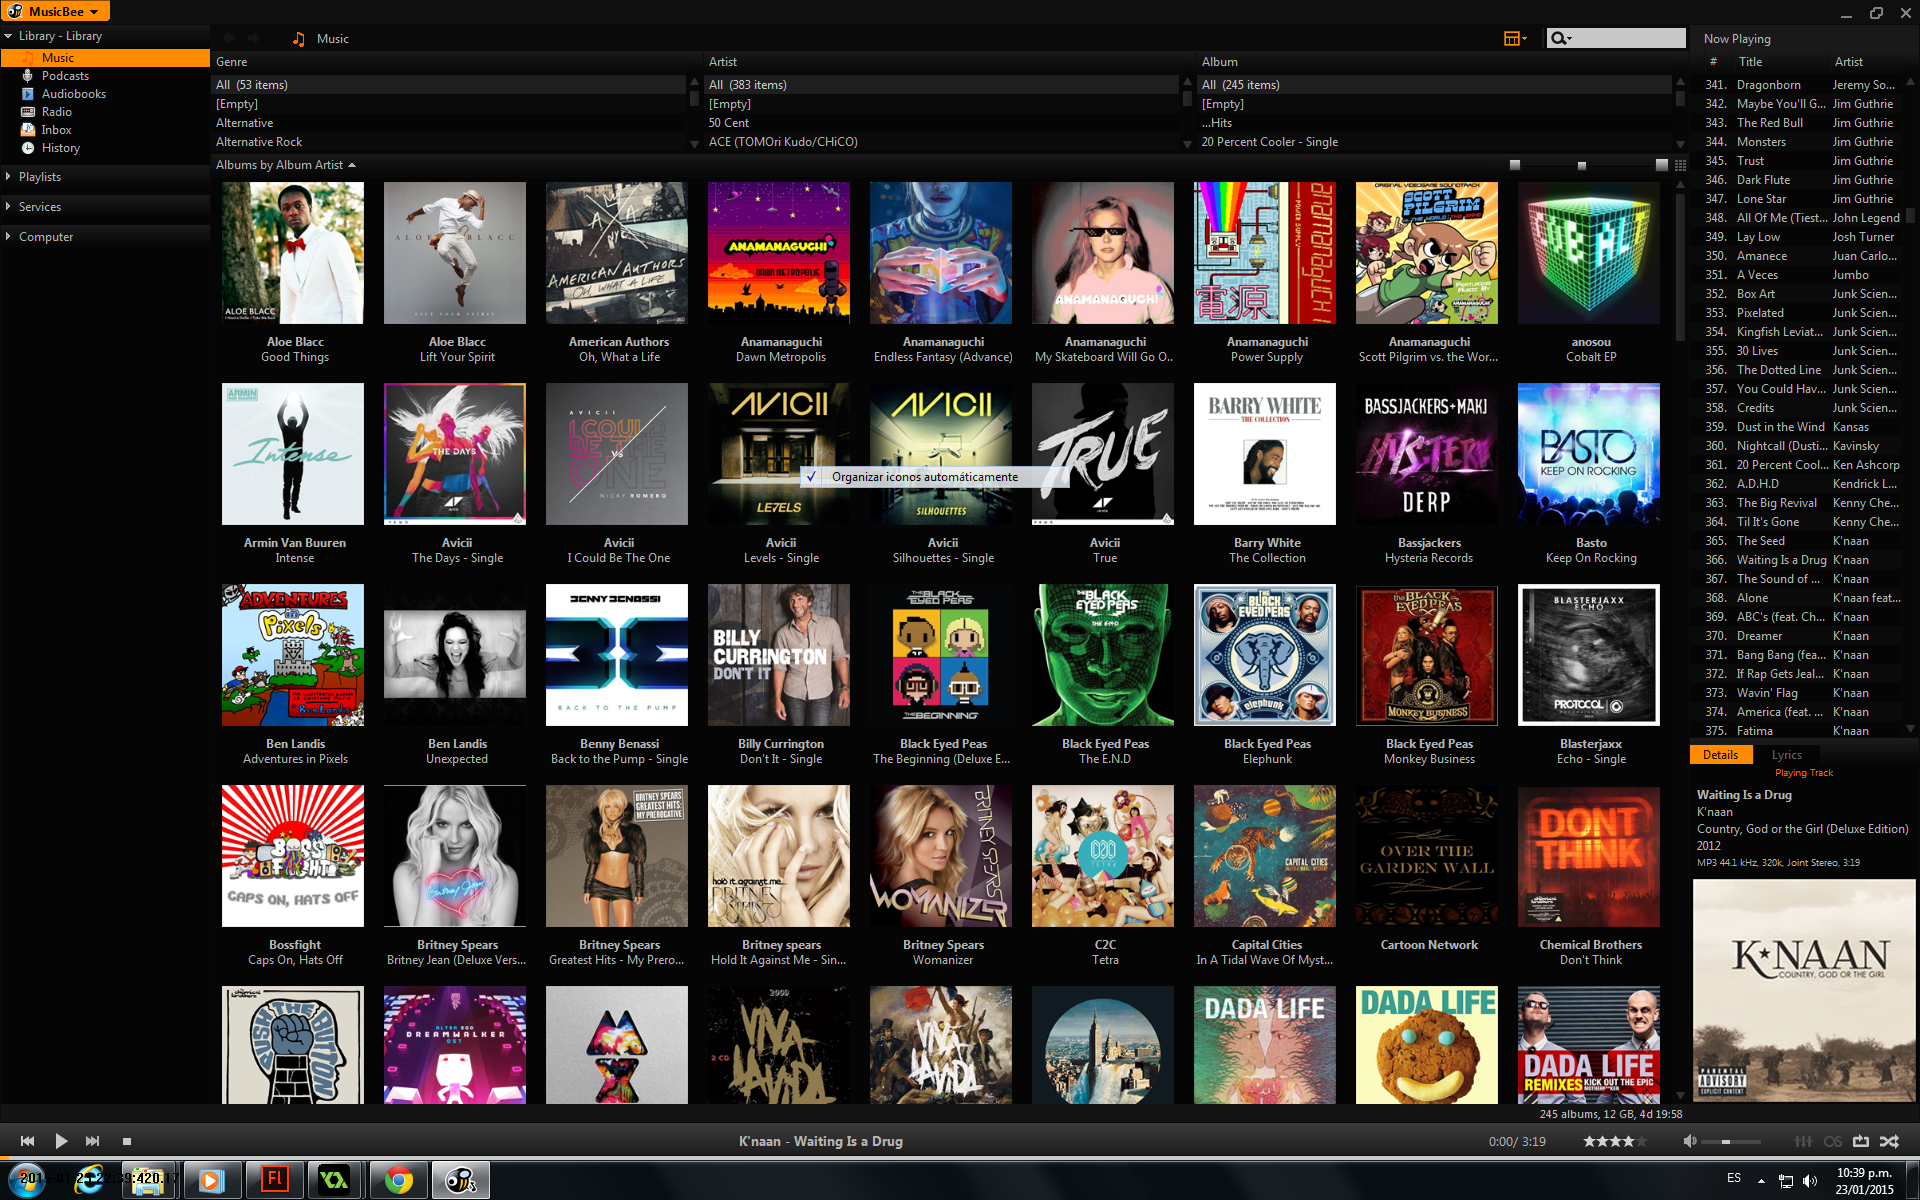 MusicBee
Library - Library
Music
Podcasts
Audiobooks
Radio
Inbox
History
Playlists
Services
Computer
Music
Genre
All (53 items)
[Empty]
Alternative
Alternative Rock
Artist
All (383 items)
[Empty]
50 Cent
ACE (TOMOri Kudo/CHiCO)
Album
All (245 items)
[Empty]
...Hits
20 Percent Cooler - Single
Albums by Album Artist
Aloe Blacc
Good Things
Aloe Blacc
Lift Your Spirit
American Authors
Oh, What a Life
Anamanaguchi
Dawn Metropolis
Anamanaguchi
Endless Fantasy (Advance)
Anamanaguchi
My Skateboard Will Go O...
Anamanaguchi
Power Supply
Anamanaguchi
Scott Pilgrim vs. the Wor...
anosou
Cobalt EP
Armin Van Buuren
Intense
Avicii
The Days - Single
Avicii
I Could Be The One
Avicii
Levels - Single
Avicii
Silhouettes - Single
Avicii
True
Barry White
The Collection
Bassjackers
Hysteria Records
Basto
Keep On Rocking
Organizar iconos automáticamente
Ben Landis
Adventures in Pixels
Ben Landis
Unexpected
Benny Benassi
Back to the Pump - Single
Billy Currington
Don't It - Single
Black Eyed Peas
The Beginning (Deluxe E...
Black Eyed Peas
The E.N.D
Black Eyed Peas
Elephunk
Black Eyed Peas
Monkey Business
Blasterjaxx
Echo - Single
Bossfight
Caps On, Hats Off
Britney Spears
Britney Jean (Deluxe Vers...
Britney Spears
Greatest Hits - My Prero...
Britney spears
Hold It Against Me - Sin...
Britney Spears
Womanizer
C2C
Tetra
Capital Cities
In A Tidal Wave Of Myst...
Cartoon Network
Chemical Brothers
Don't Think
Now Playing
# Title Artist
341. Dragonborn Jeremy So...
342. Maybe You'll G... Jim Guthrie
343. The Red Bull Jim Guthrie
344. Monsters Jim Guthrie
345. Trust Jim Guthrie
346. Dark Flute Jim Guthrie
347. Lone Star Jim Guthrie
348. All Of Me (Tiest... John Legend
349. Lay Low Josh Turner
350. Amanece Juan Carlo...
351. A Veces Jumbo
352. Box Art Junk Scien...
353. Pixelated Junk Scien...
354. Kingfish Leviat... Junk Scien...
355. 30 Lives Junk Scien...
356. The Dotted Line Junk Scien...
357. You Could Hav... Junk Scien...
358. Credits Junk Scien...
359. Dust in the Wind Kansas
360. Nightcall (Dusti... Kavinsky
361. 20 Percent Cool... Ken Ashcorp
362. A.D.H.D Kendrick L...
363. The Big Revival Kenny Che...
364. Til It's Gone Kenny Che...
365. The Seed K'naan
366. Waiting Is a Drug K'naan
367. The Sound of ... K'naan
368. Alone K'naan feat...
369. ABC's (feat. Ch... K'naan
370. Dreamer K'naan
371. Bang Bang (fea... K'naan
372. If Rap Gets Jeal... K'naan
373. Wavin' Flag K'naan
374. America (feat. ... K'naan
375. Fatima K'naan
Details Lyrics
Playing Track
Waiting Is a Drug
K'naan
Country, God or the Girl (Deluxe Edition)
2012
MP3 44.1 kHz, 320k, Joint Stereo, 3:19
K*NAAN
COUNTRY, GOD OR THE GIRL
PARENTAL
ADVISORY
EXPLICIT CONTENT
245 albums, 12 GB, 4d 19:58
K'naan - Waiting Is a Drug
0:00/ 3:19
ES
10:39 p.m.
23/01/2015